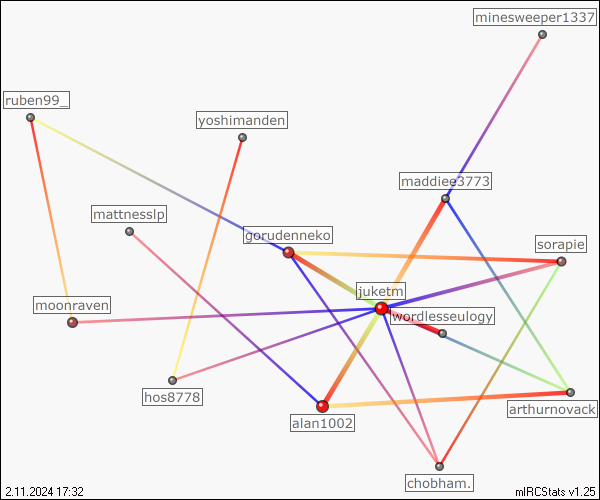 minesweeper1337
ruben99_
yoshimanden
maddiee3773
mattnesslp
gorudenneko
sorapie
juketm
moonraven
wordlesseulogy
hos8778
arthurnovack
alan1002
chobham.
2.11.2024 17:32
mIRCStats v1.25